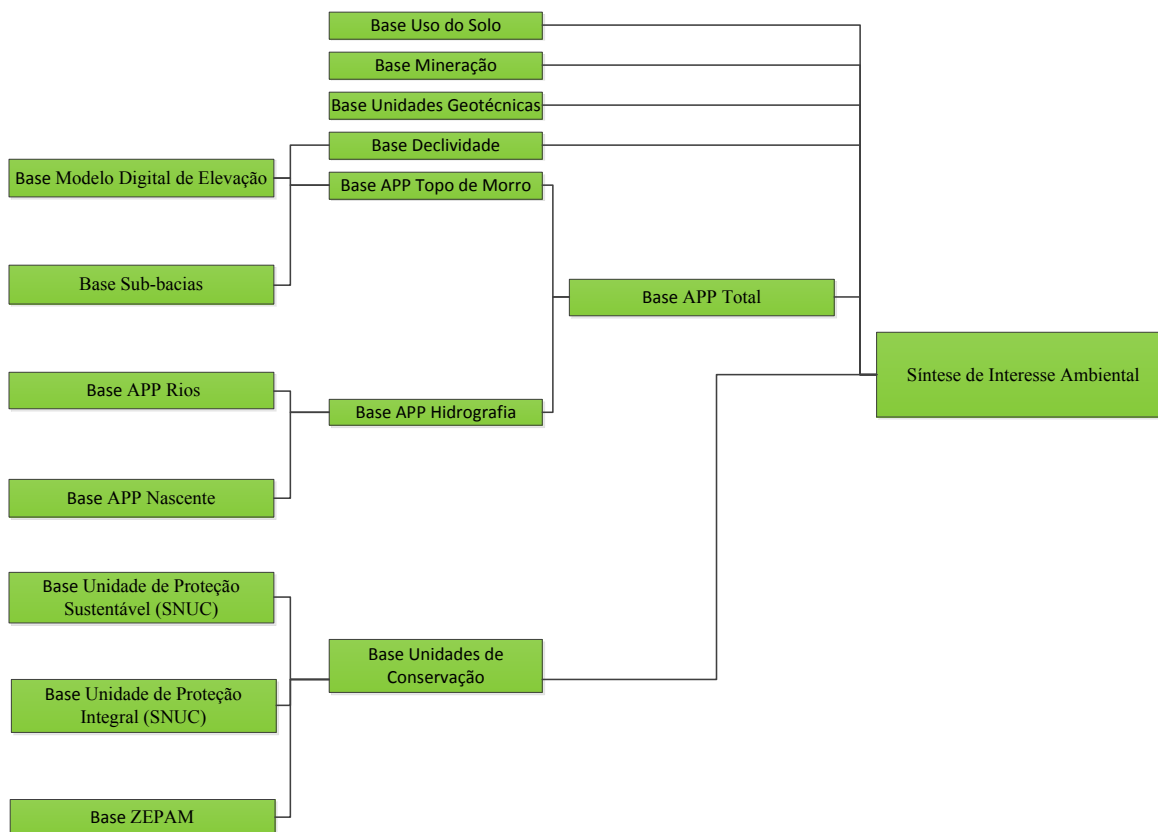 Base Uso do Solo
Base Mineração
Base Unidades Geotécnicas
Base Declividade
Base Modelo Digital de Elevação
Base APP Topo de Morro
Base Sub-bacias
Base APP Total
Síntese de Interesse Ambiental
Base APP Rios
Base APP Hidrografia
Base APP Nascente
Base Unidade de Proteção
Sustentável (SNUC)
Base Unidades de
Conservação
Base Unidade de Proteção
Integral (SNUC)
Base ZEPAM